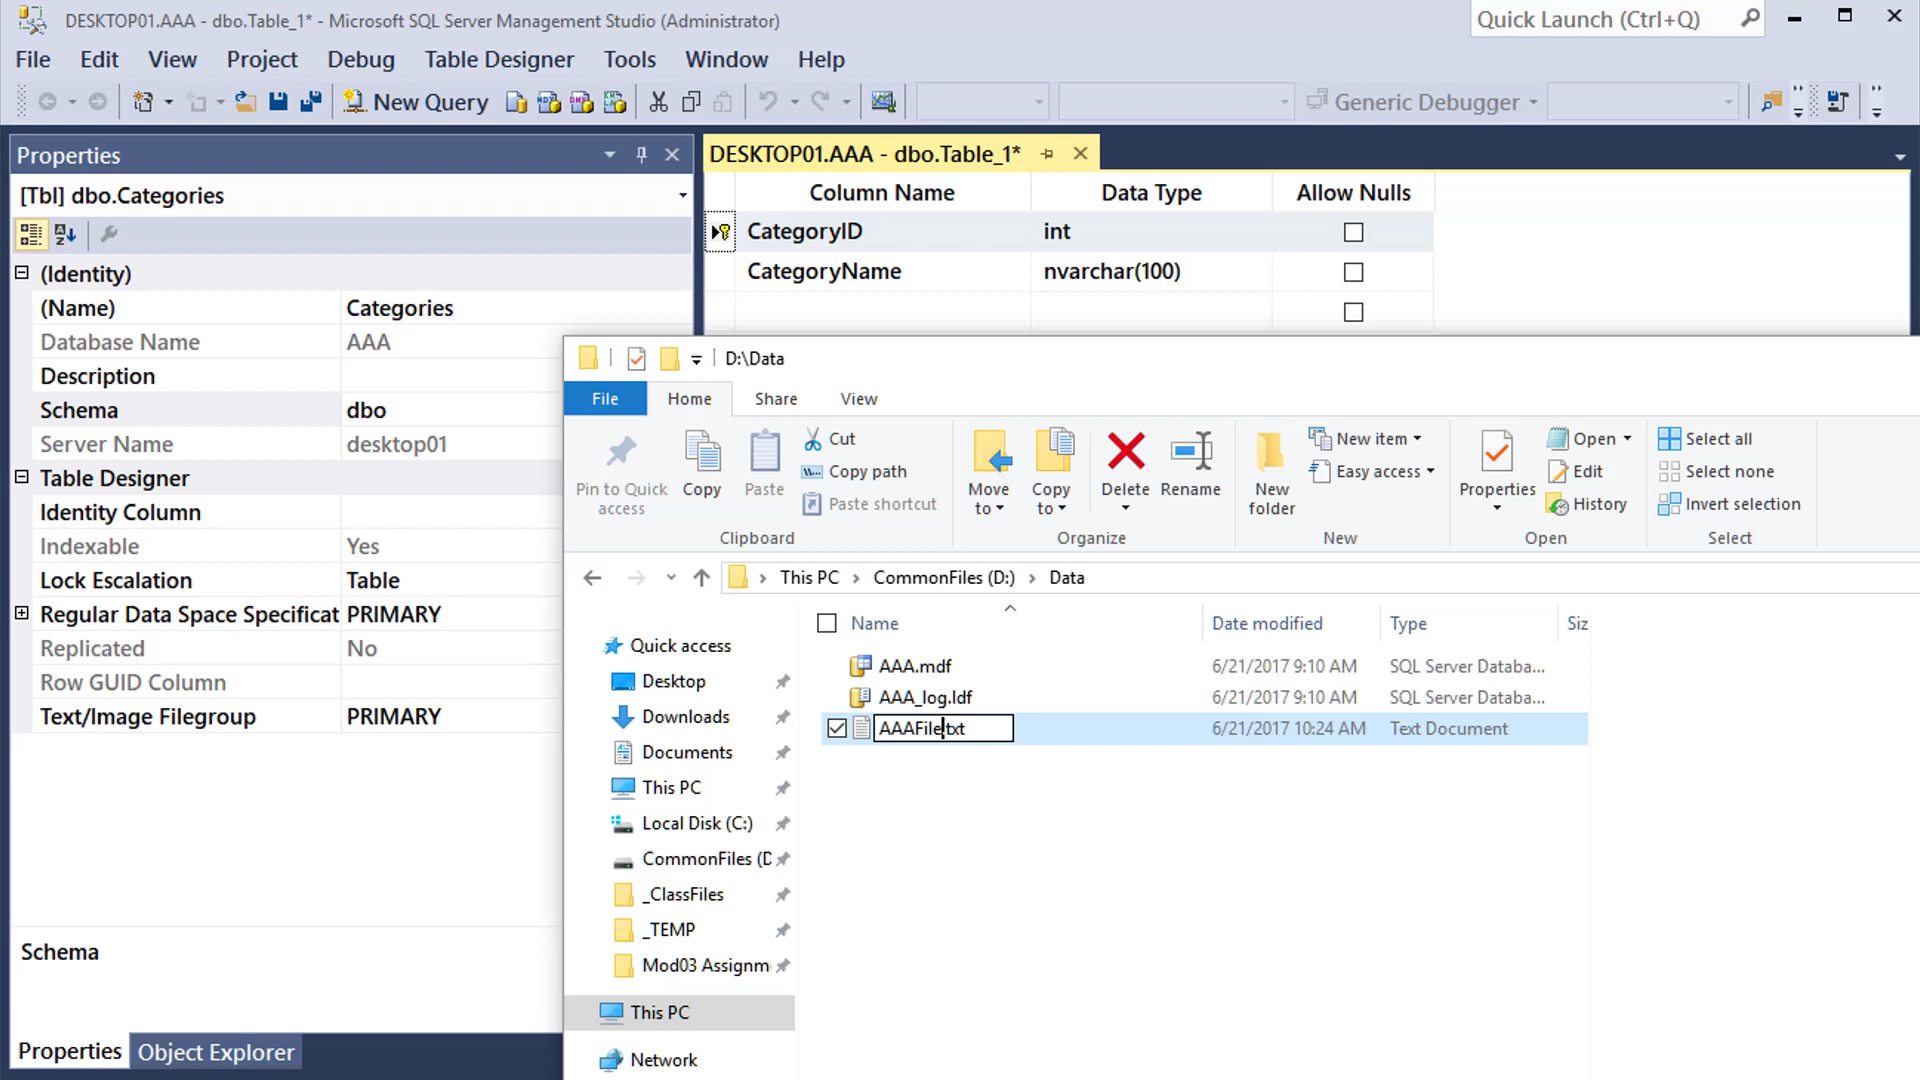 DESKTOP01.AAA - dbo.Table_1* - Microsoft SQL Server Management Studio (Administrator)
Quick Launch (Ctrl+Q)
File Edit View Project Debug Table Designer Tools Window Help
New Query
Generic Debugger
Properties
[Tbl] dbo.Categories
(Identity)
(Name) Categories
Database Name AAA
Description
Schema dbo
Server Name desktop01
Table Designer
Identity Column
Indexable Yes
Lock Escalation Table
Regular Data Space Specificat PRIMARY
Replicated No
Row GUID Column
Text/Image Filegroup PRIMARY
Schema
Properties Object Explorer
DESKTOP01.AAA - dbo.Table_1*
Column Name Data Type Allow Nulls
CategoryID int
CategoryName nvarchar(100)
D:\Data
File Home Share View
Pin to Quick access
Copy
Paste
Cut
Copy path
Paste shortcut
Clipboard
Move to
Copy to
Delete
Rename
Organize
New folder
New item
Easy access
New
Properties
Open
Edit
History
Open
Select all
Select none
Invert selection
Select
This PC CommonFiles (D:) Data
Quick access
Desktop
Downloads
Documents
This PC
Local Disk (C:)
CommonFiles (D
_ClassFiles
_TEMP
Mod03 Assignm
This PC
Network
Name Date modified Type Siz
AAA.mdf 6/21/2017 9:10 AM SQL Server Databa...
AAA_log.ldf 6/21/2017 9:10 AM SQL Server Databa...
AAAFile.txt 6/21/2017 10:24 AM Text Document